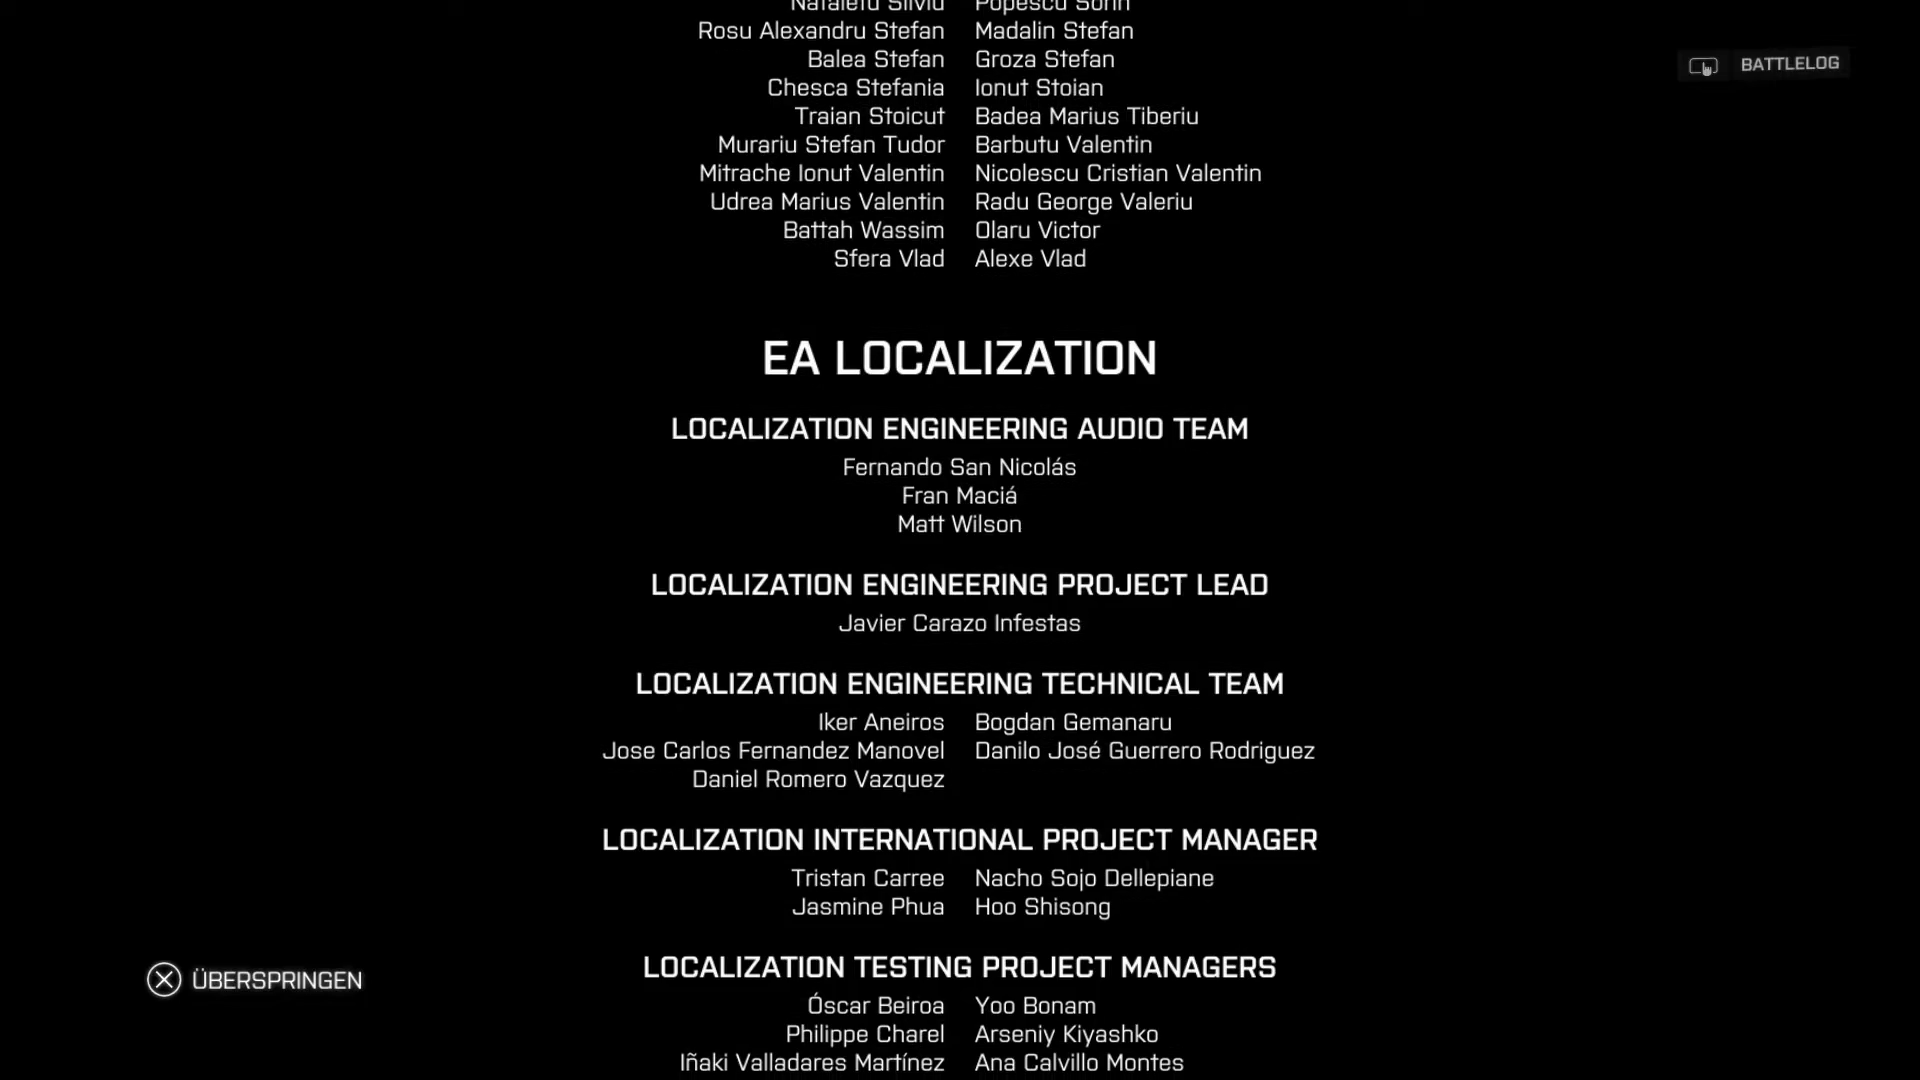 Popescu Sorin
Rosu Alexandru Stefan Madalin Stefan
Balea Stefan Groza Stefan
Chesca Stefania Ionut Stoian
Traian Stoicut Badea Marius Tiberiu
Murariu Stefan Tudor Barbutu Valentin
Mitrache Ionut Valentin Nicolescu Cristian Valentin
Udrea Marius Valentin Radu George Valeriu
Battah Wassim Olaru Victor
Sfera Vlad Alexe Vlad
BATTLELOG
EA LOCALIZATION
LOCALIZATION ENGINEERING AUDIO TEAM
Fernando San Nicolás
Fran Maciá
Matt Wilson
LOCALIZATION ENGINEERING PROJECT LEAD
Javier Carazo Infestas
LOCALIZATION ENGINEERING TECHNICAL TEAM
Iker Aneiros Bogdan Gemanaru
Jose Carlos Fernandez Manovel Danilo José Guerrero Rodriguez
Daniel Romero Vazquez
LOCALIZATION INTERNATIONAL PROJECT MANAGER
Tristan Carree Nacho Sojo Dellepiane
Jasmine Phua Hoo Shisong
LOCALIZATION TESTING PROJECT MANAGERS
Óscar Beiroa Yoo Bonam
Philippe Charel Arseniy Kiyashko
Iñaki Valladares Martínez Ana Calvillo Montes
ÜBERSPRINGEN